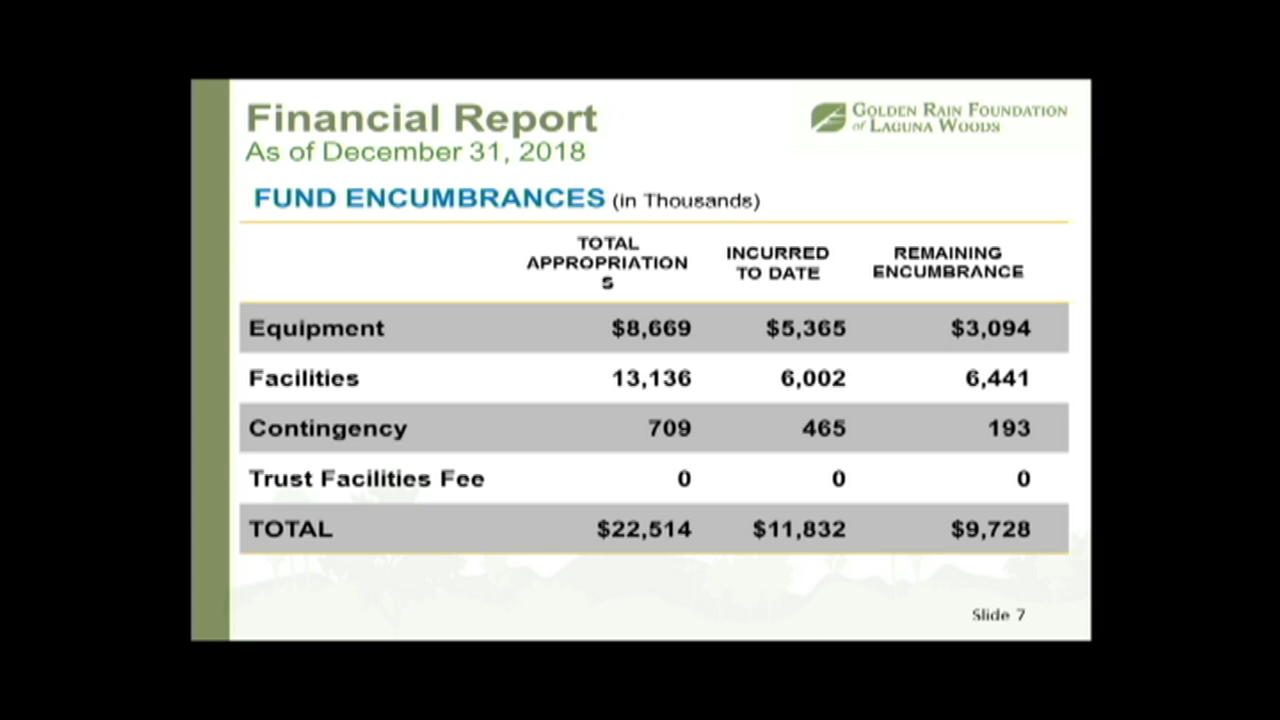 Financial Report
GOLDEN RAIN FOUNDATION
of LAGUNA WOODS
As of December 31, 2018
FUND ENCUMBRANCES (in Thousands)
TOTAL
APPROPRIATION
S
INCURRED
TO DATE
REMAINING
ENCUMBRANCE
Equipment $8,669 $5,365 $3,094
Facilities 13,136 6,002 6,441
Contingency 709 465 193
Trust Facilities Fee 0 0 0
TOTAL $22,514 $11,832 $9,728
Slide 7